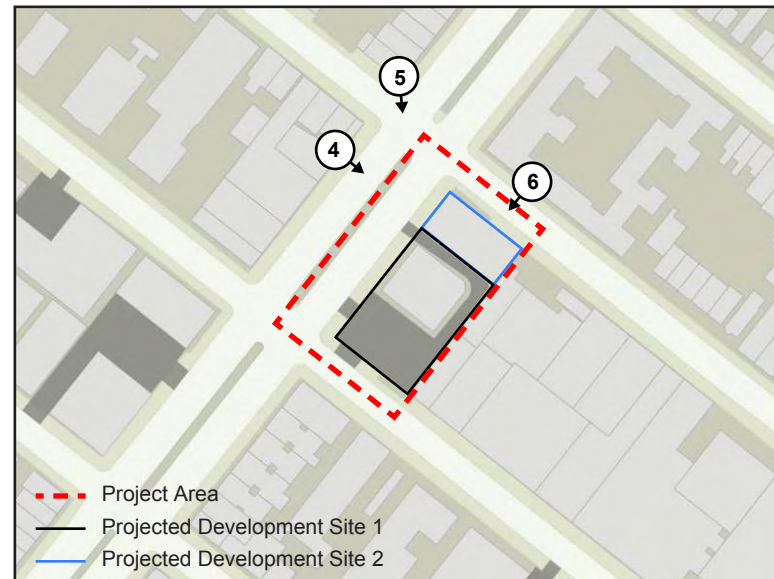 5
4
6
Project Area
Projected Development Site 1
Projected Development Site 2